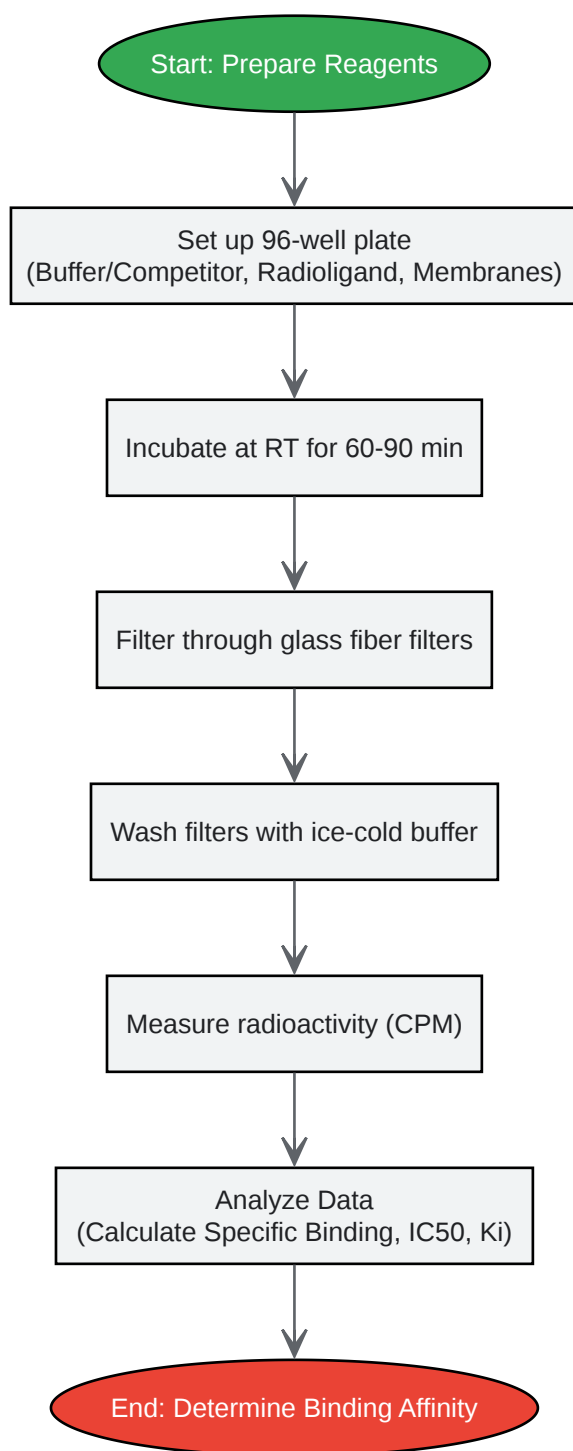 Start: Prepare Reagents
Set up 96-well plate
(Buffer/Competitor, Radioligand, Membranes)
Incubate at RT for 60-90 min
Filter through glass fiber filters
Wash filters with ice-cold buffer
Measure radioactivity (CPM)
Analyze Data
(Calculate Specific Binding, IC50, Ki)
End: Determine Binding Affinity